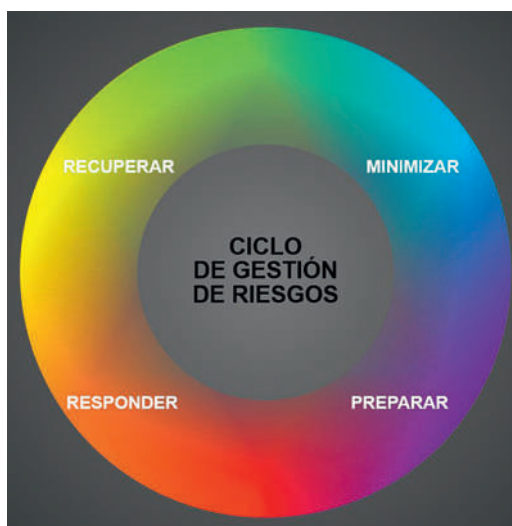 RECUPERAR
MINIMIZAR
CICLO
DE GESTIÓN
DE RIESGOS
RESPONDER
PREPARAR